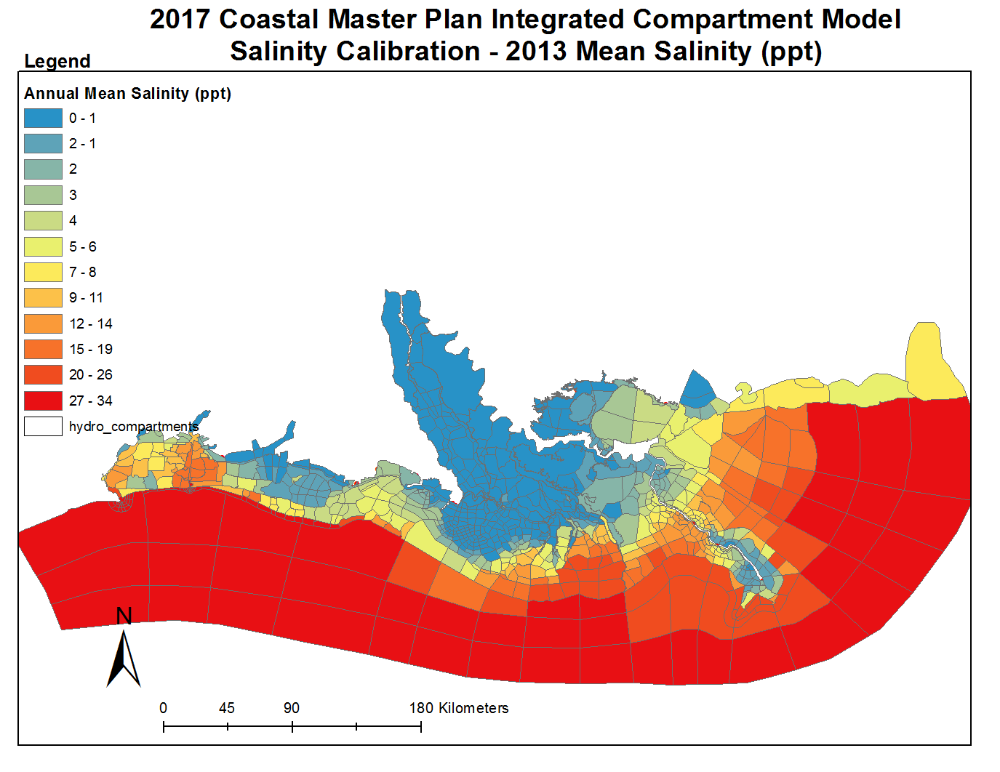 2017 Coastal Master Plan Integrated Compartment Model
Salinity Calibration - 2013 Mean Salinity (ppt)
Legend
Annual Mean Salinity (ppt)
0 - 1
2 - 1
2
3
4
5 - 6
7 - 8
9 - 11
12 - 14
15 - 19
20 - 26
27 - 34
hydro_compartments
N
0 45 90 180 Kilometers